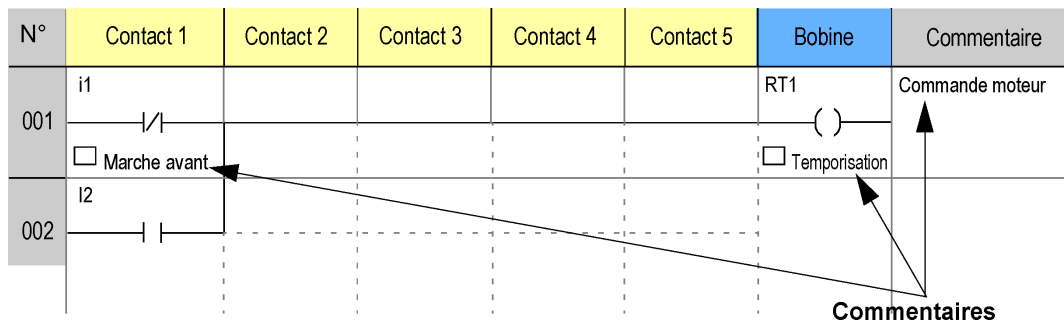 N° Contact 1 Contact 2 Contact 3 Contact 4 Contact 5 Bobine Commentaire
i1 RT1 Commande moteur
001
Marche avant Temporisation
I2
002
Commentaires